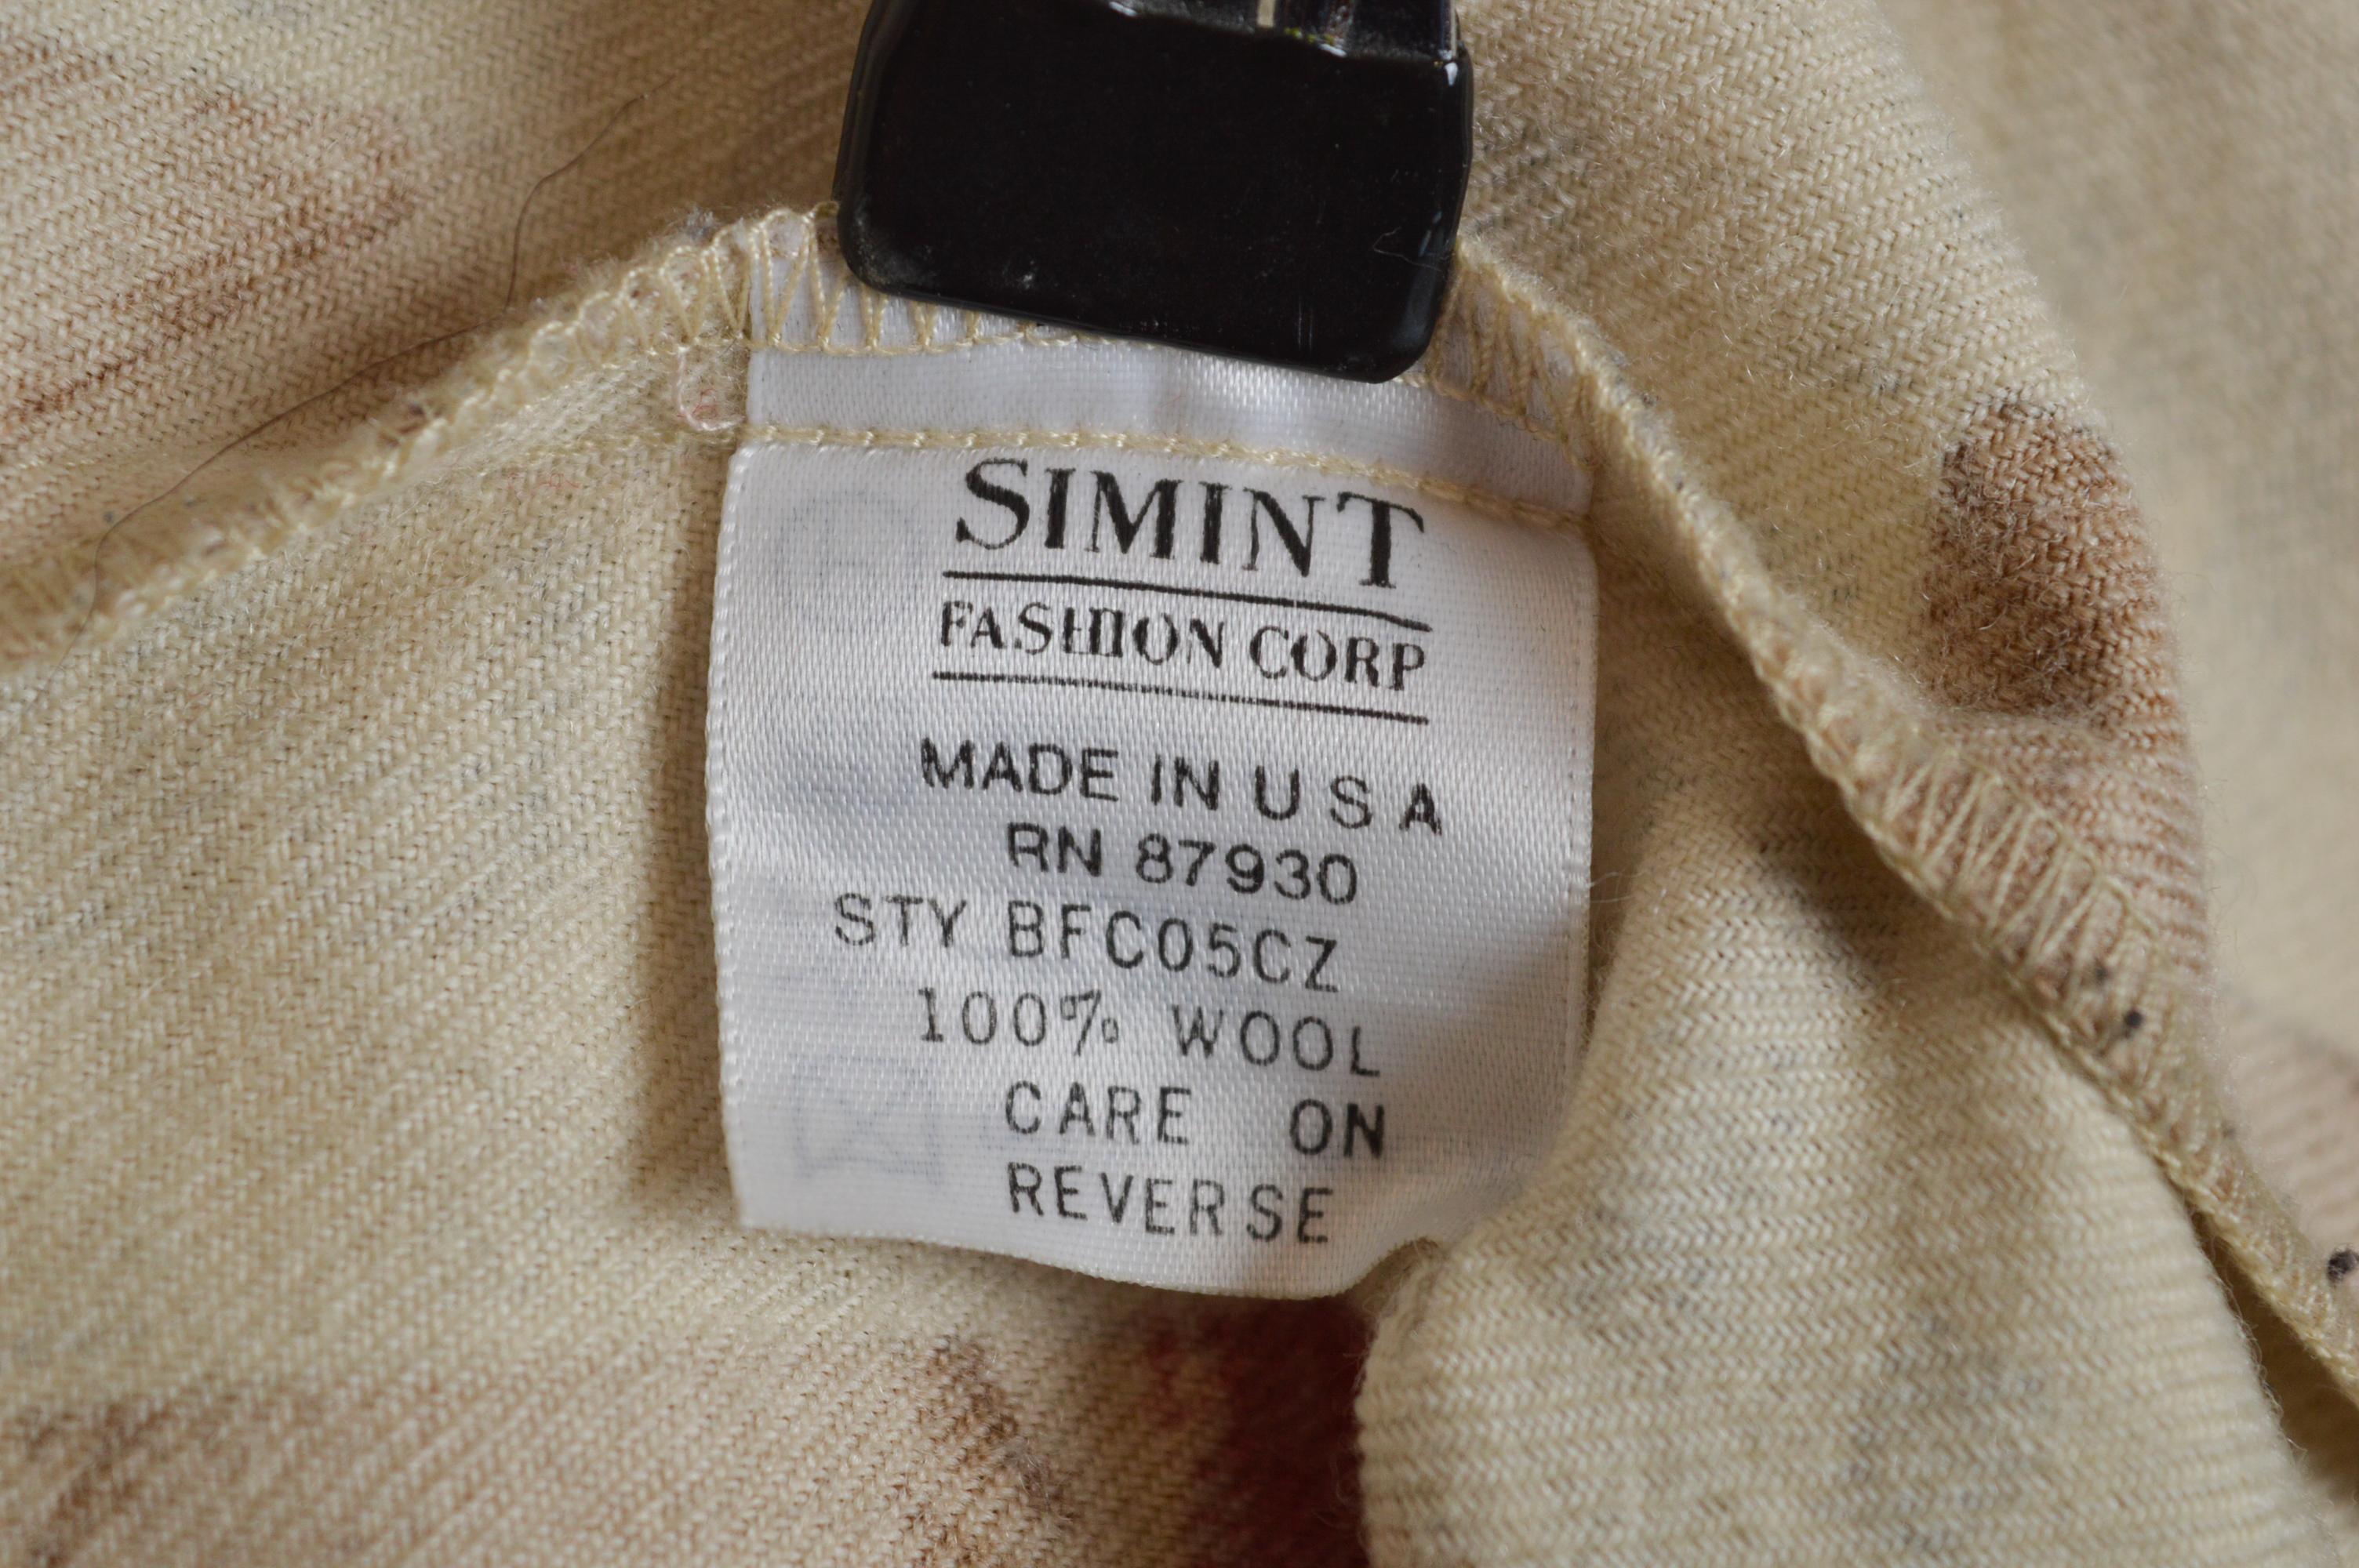 SIMINT
FASHION CORP
MADE IN U S A
RN 87930
STY BFC05CZ
100% WOOL
CARE ON
REVERSE